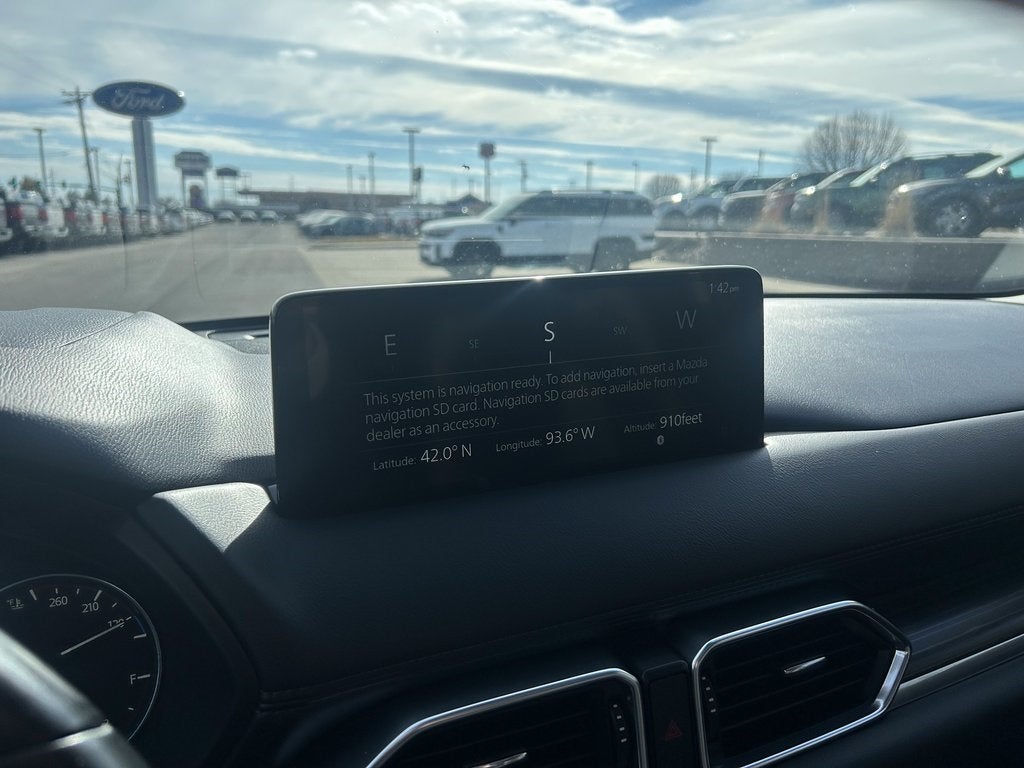 Ford
1:42pm
E SE S SW W
This system is navigation ready. To add navigation, insert a Mazda
navigation SD card. Navigation SD cards are available from your
dealer as an accessory.
Latitude: 42.0° N Longitude: 93.6° W Altitude: 910feet
260
210
120
F